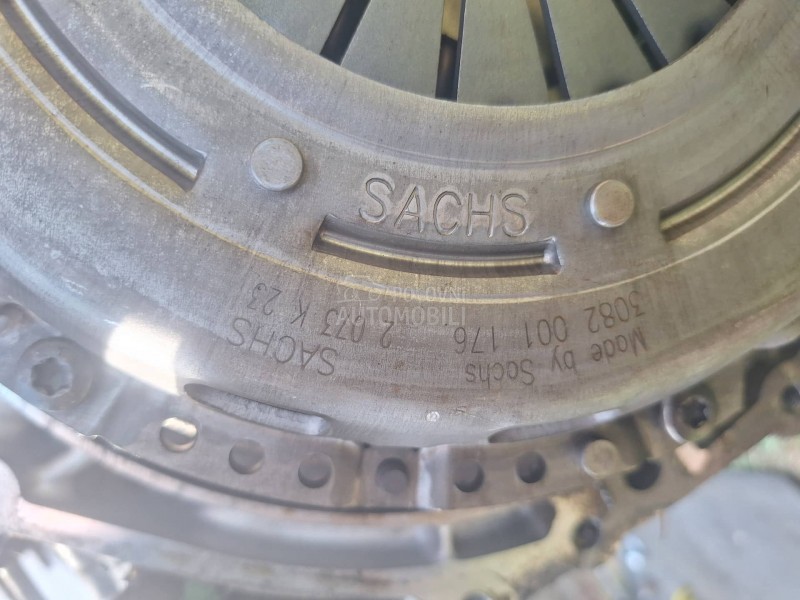 SACHS
3082 001 176
Made by Sachs
2 073 K 23
SACHS
POLOVNI
AUTOMOBILI